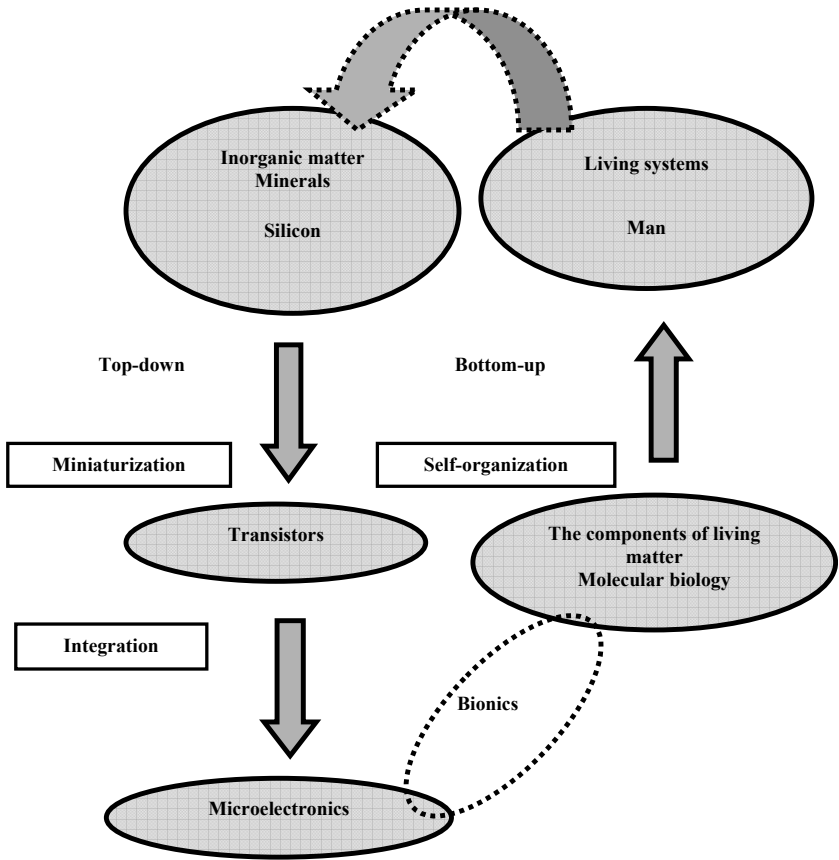 Inorganic matter
Minerals
Silicon
Living systems
Man
Top-down
Bottom-up
Miniaturization
Self-organization
Transistors
The components of living
matter
Molecular biology
Integration
Bionics
Microelectronics